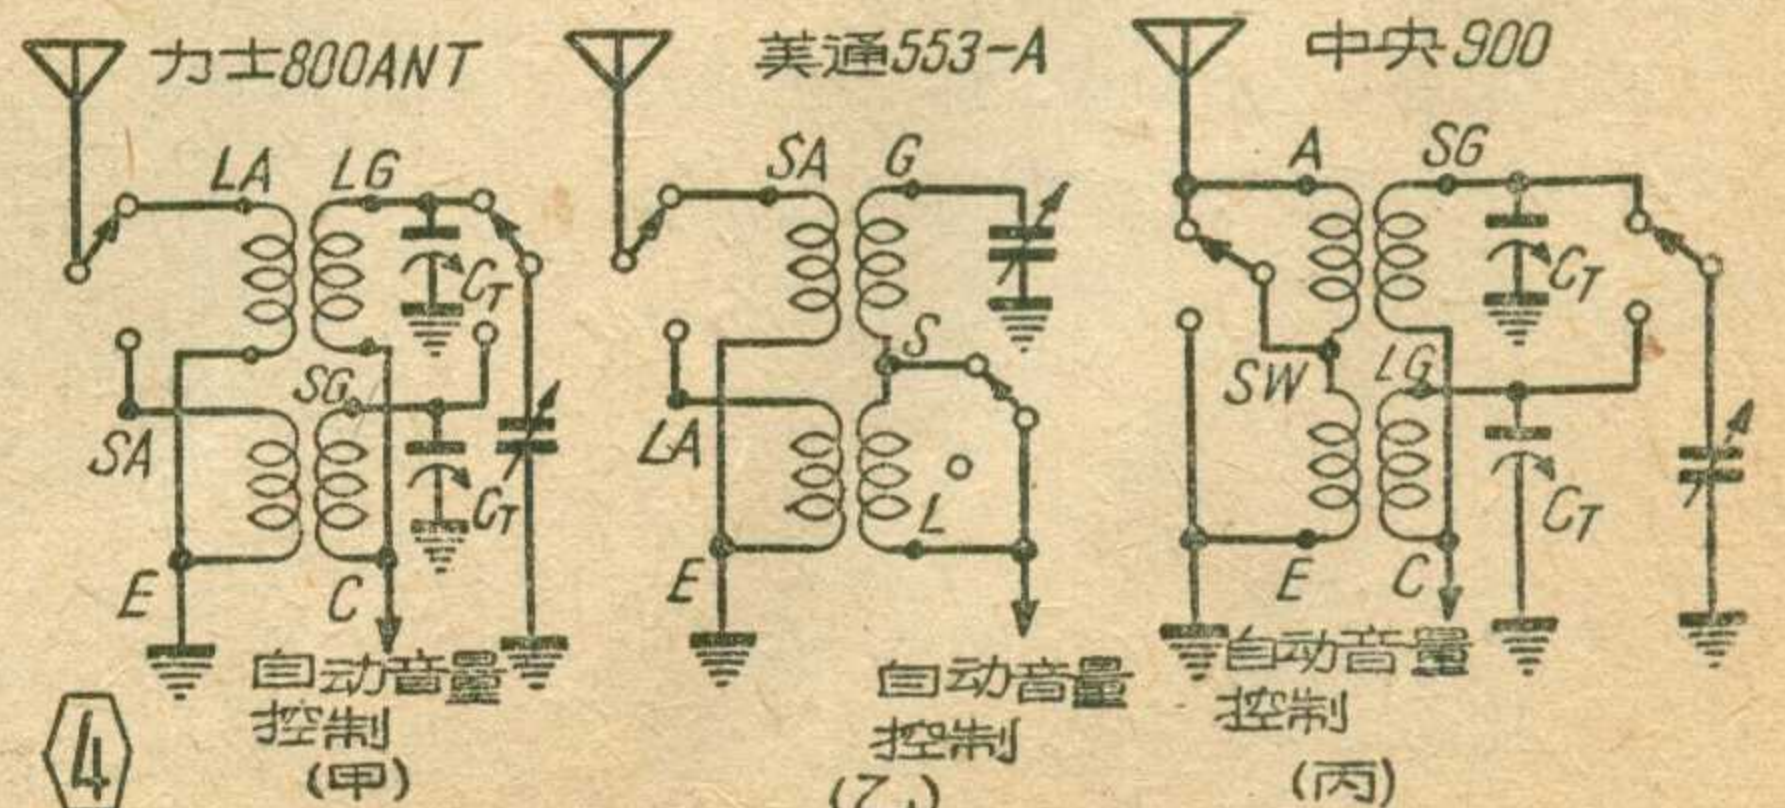 力士800ANT
LA LG
CT
SG
SA
CT
E C
自动音量
控制
(甲)
4
美通553-A
SA G
S
LA
L
E
自动音量
控制
(乙)
中央900
A SG
CT
SW LG
CT
E C
自动音量
控制
(丙)